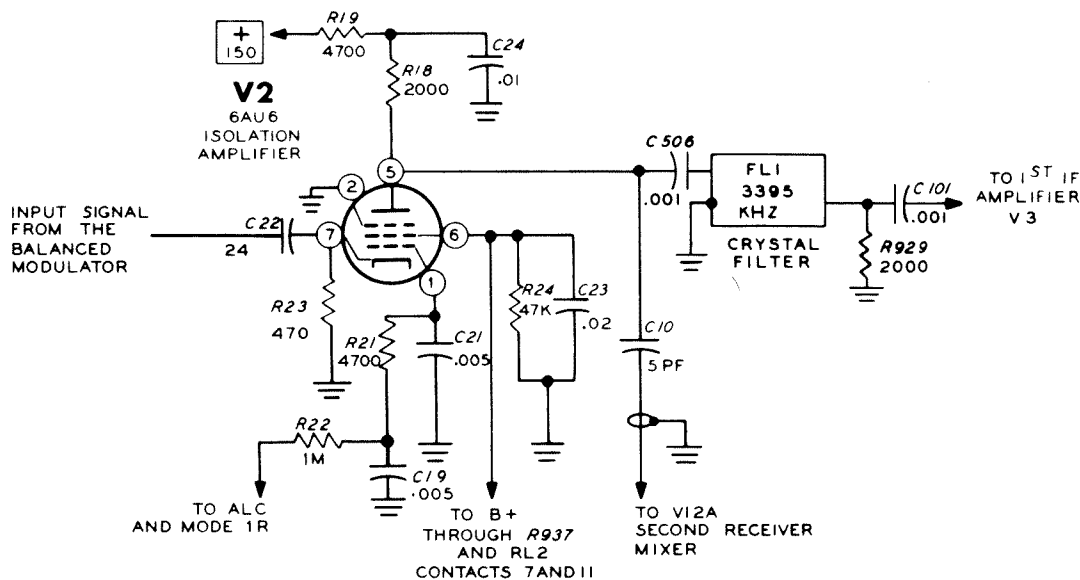 R19
4700
+
150
C24
.01
R18
2000
V2
6AU6
ISOLATION
AMPLIFIER
5
2
7
6
1
C506
.001
FL1
3395
KHZ
CRYSTAL
FILTER
C101
.001
TO 1ST IF
AMPLIFIER
V3
R929
2000
INPUT SIGNAL
FROM THE
BALANCED
MODULATOR
C22
24
R23
470
R21
4700
C21
.005
R24
47K
C23
.02
C10
5PF
R22
1M
C19
.005
TO ALC
AND MODE 1R
TO B+
THROUGH R937
AND RL2
CONTACTS 7 AND 11
TO V12A
SECOND RECEIVER
MIXER